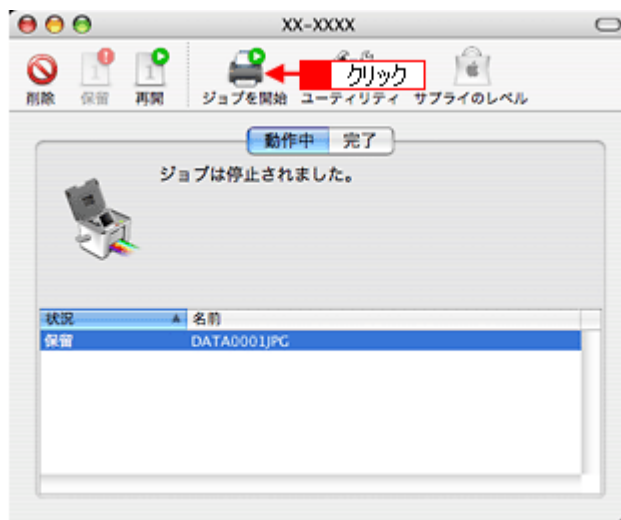 XX-XXXX
クリック
削除 保留 再開 ジョブを開始 ユーティリティ サプライのレベル
動作中 完了
ジョブは停止されました。
状況 名前
保留 DATA0001JPG